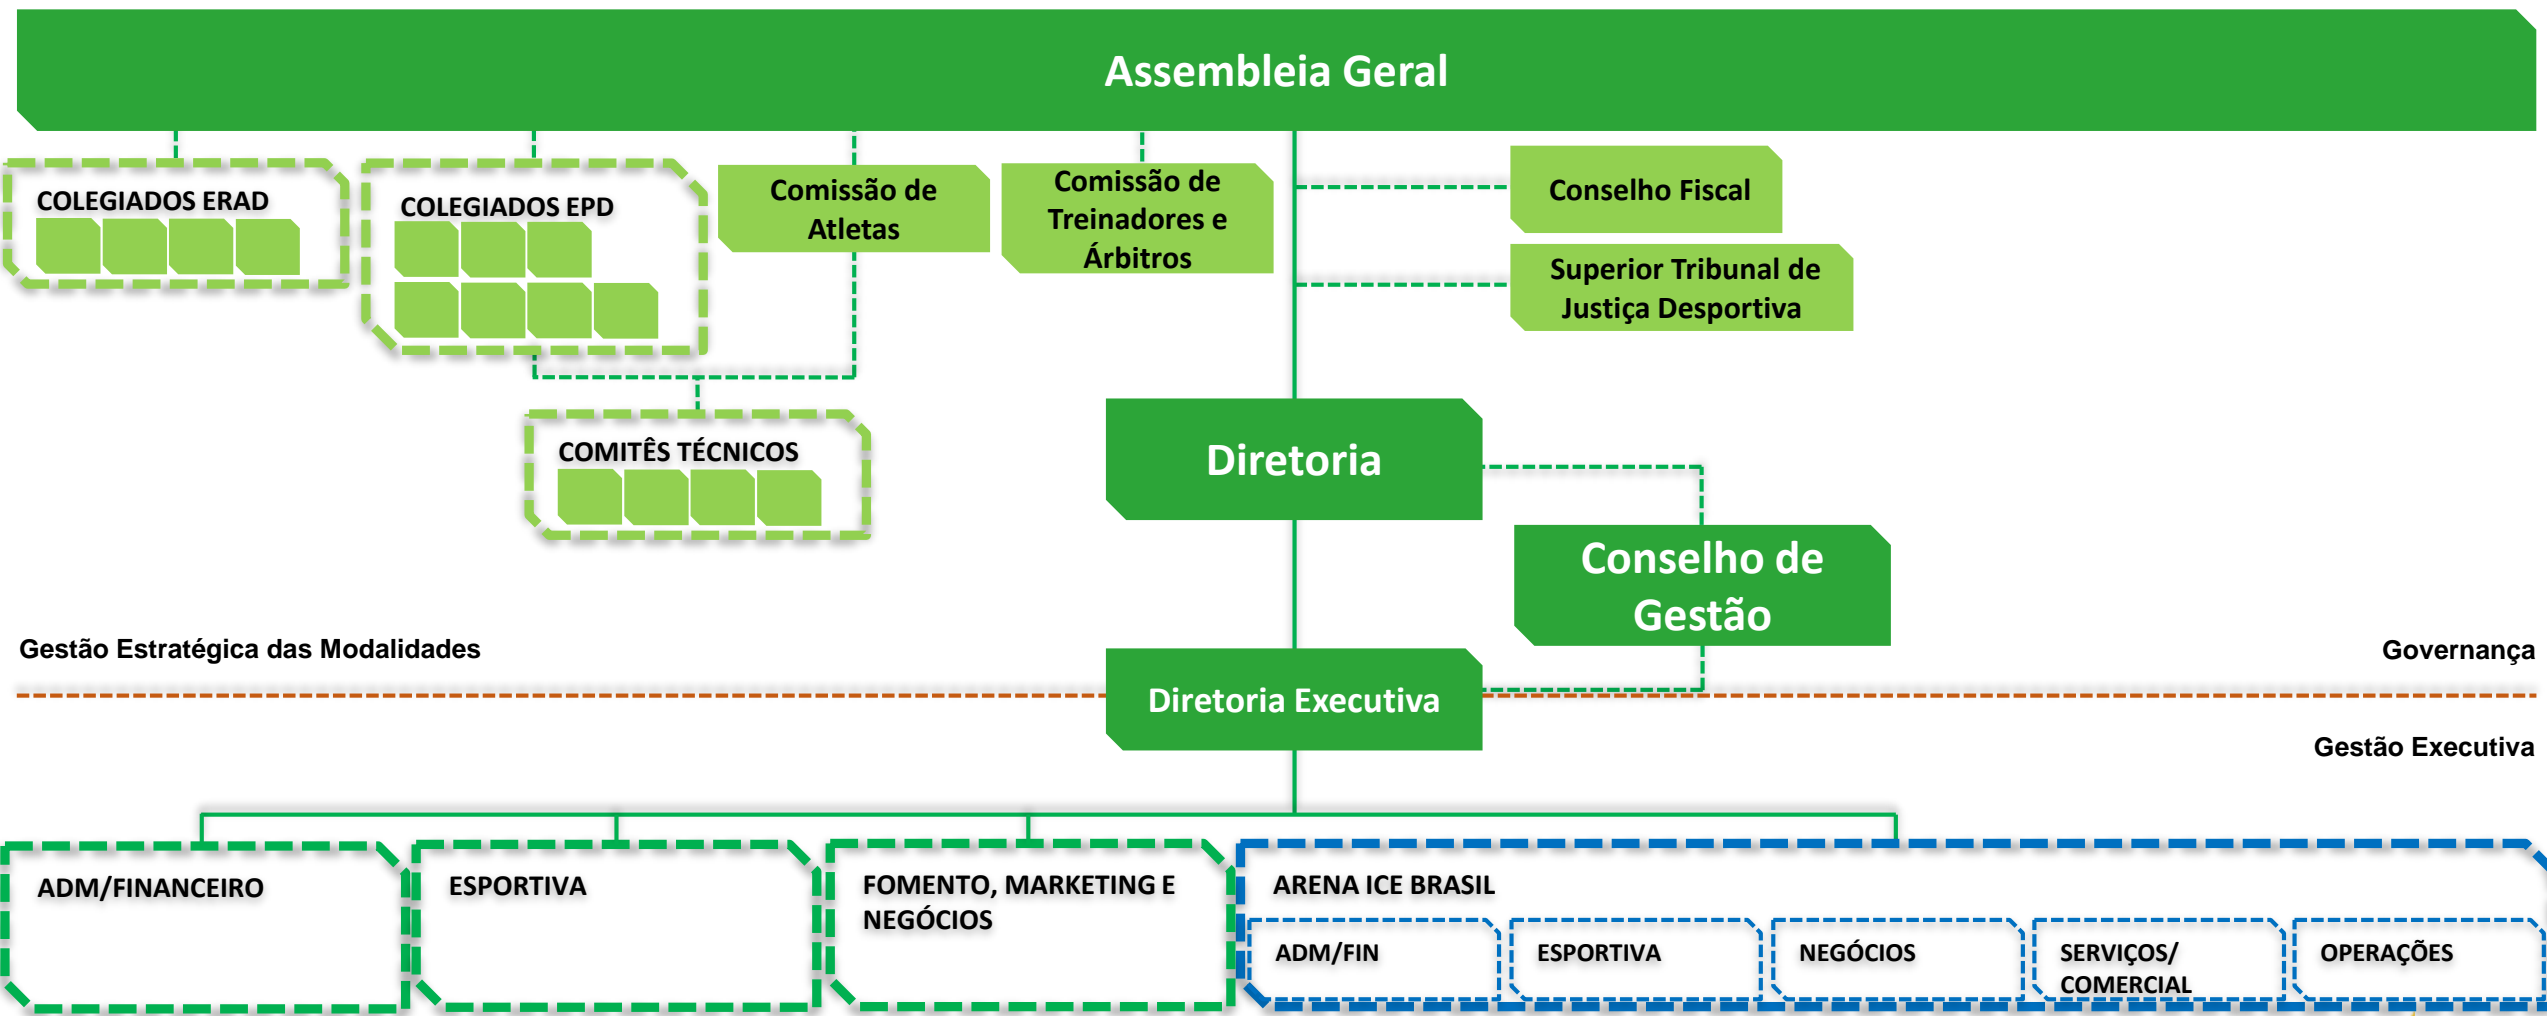 Assembleia Geral
COLEGIADOS ERAD
COLEGIADOS EPD
Comissão de
Atletas
Comissão de
Treinadores e
Árbitros
Conselho Fiscal
Superior Tribunal de
Justiça Desportiva
COMITÊS TÉCNICOS
Diretoria
Conselho de
Gestão
Gestão Estratégica das Modalidades
Governança
Diretoria Executiva
Gestão Executiva
ADM/FINANCEIRO
ESPORTIVA
FOMENTO, MARKETING E
NEGÓCIOS
ARENA ICE BRASIL
ADM/FIN
ESPORTIVA
NEGÓCIOS
SERVIÇOS/
COMERCIAL
OPERAÇÕES